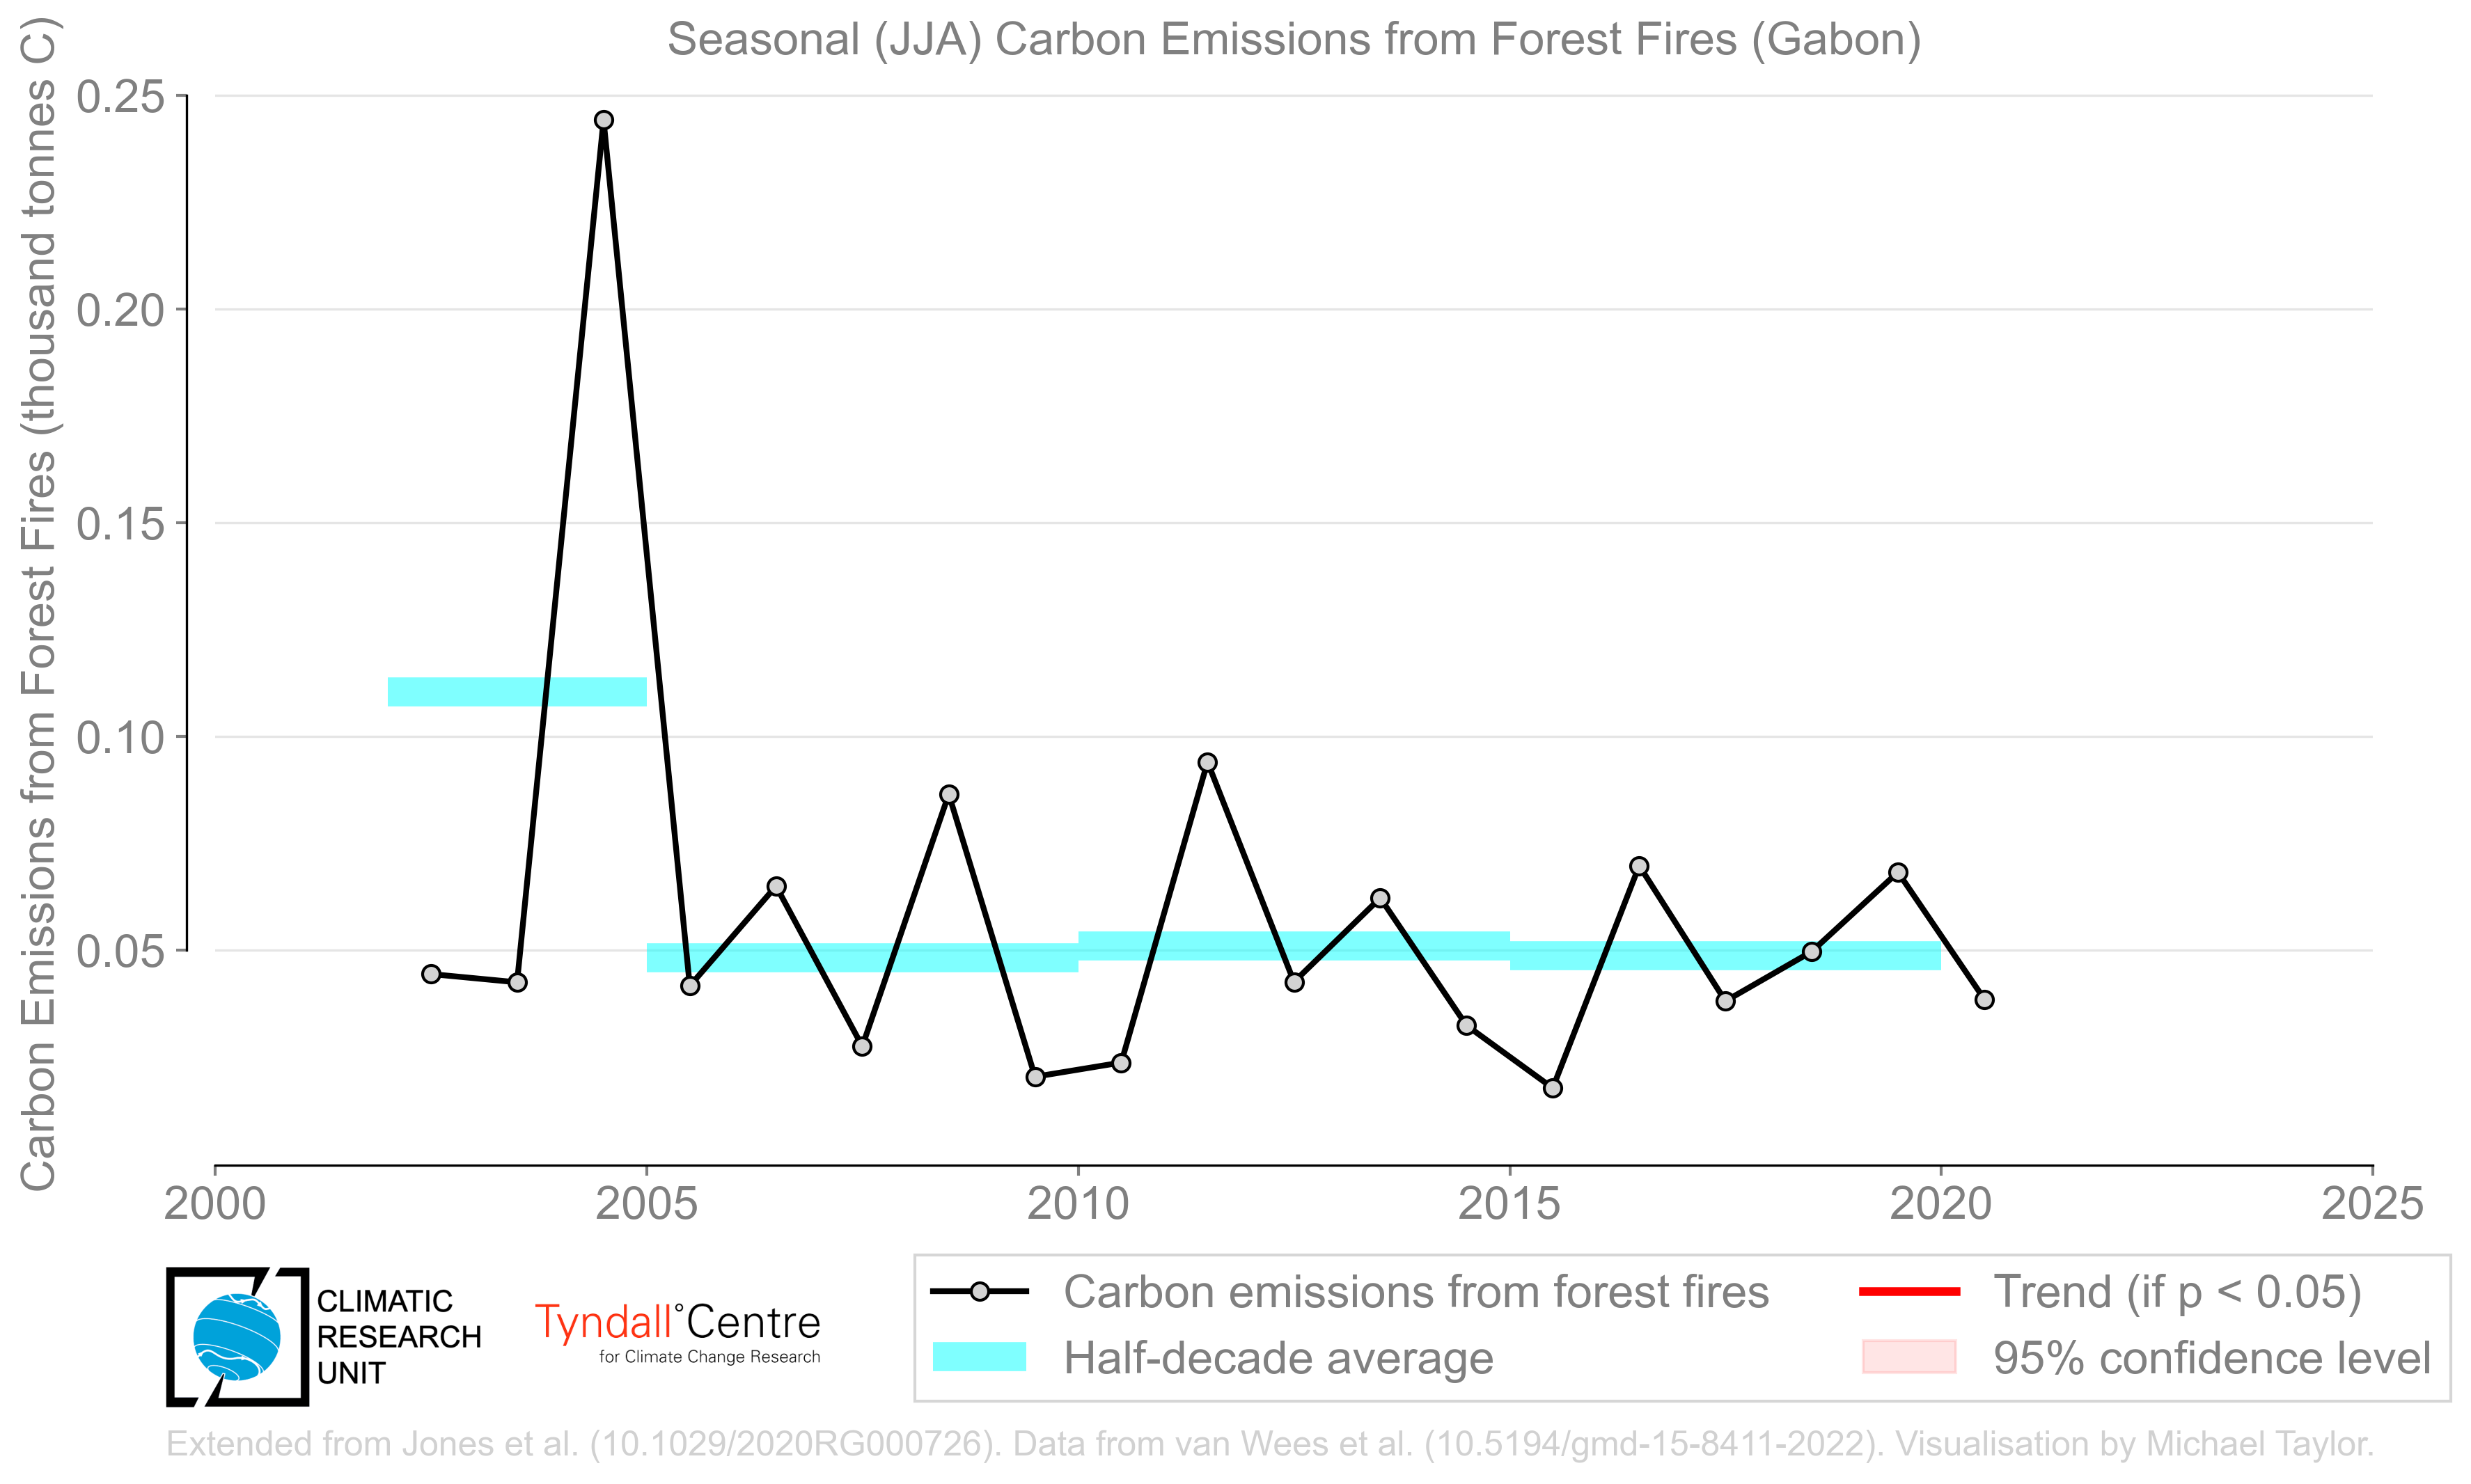 Seasonal (JJA) Carbon Emissions from Forest Fires (Gabon)
Carbon Emissions from Forest Fires (thousand tonnes C)
0.25
0.20
0.15
0.10
0.05
2000
2005
2010
2015
2020
2025
CLIMATIC
RESEARCH
UNIT
Tyndall°Centre
for Climate Change Research
Carbon emissions from forest fires
Half-decade average
Trend (if p < 0.05)
95% confidence level
Extended from Jones et al. (10.1029/2020RG000726). Data from van Wees et al. (10.5194/gmd-15-8411-2022). Visualisation by Michael Taylor.